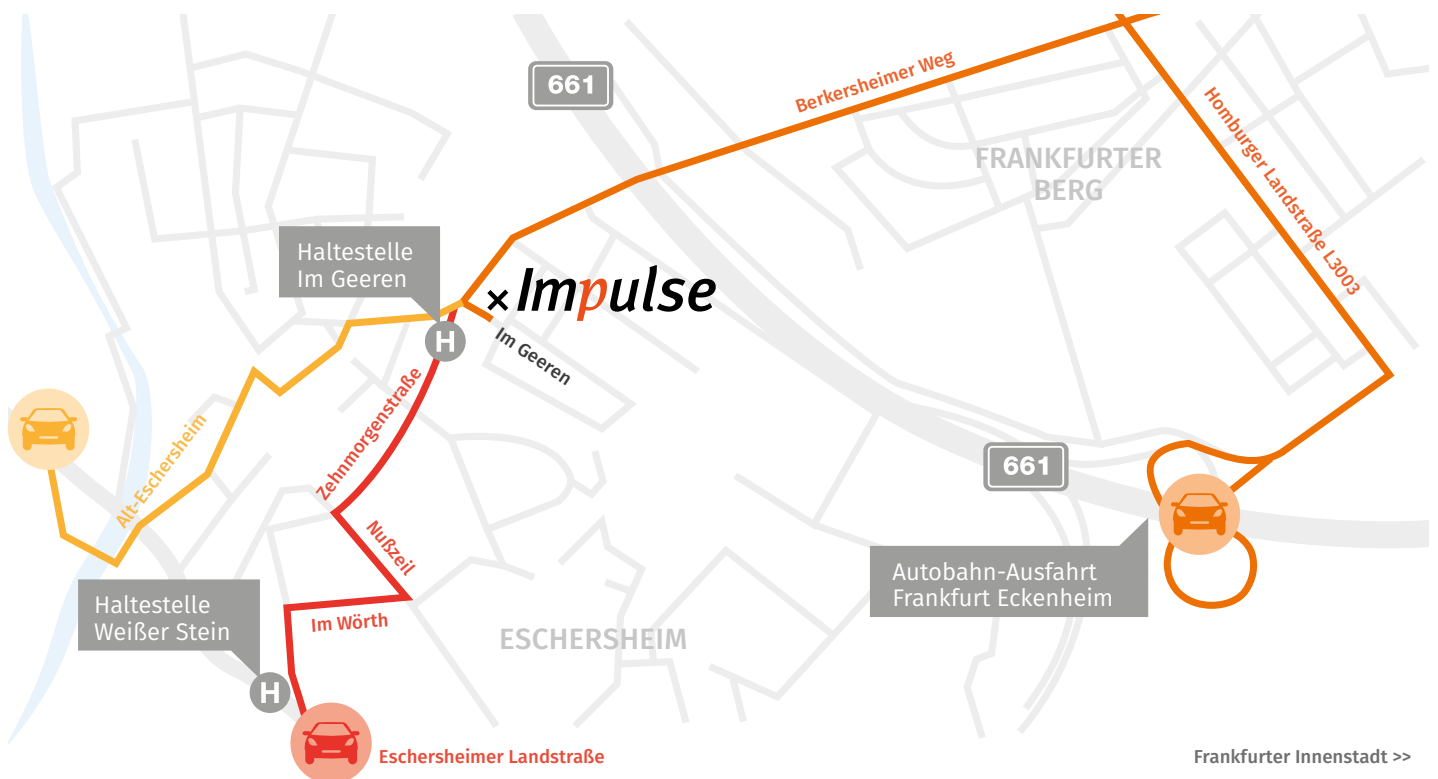 661
Berkersheimer Weg
Homburger Landstraße L3003
FRANKFURTER
BERG
Haltestelle
Im Geeren
×Impulse
H
Im Geeren
Zehnmorgenstraße
Alt-Eschersheim
661
Nußzeil
Autobahn-Ausfahrt
Frankfurt Eckenheim
Haltestelle
Weißer Stein
Im Wörth
ESCHERSHEIM
H
Eschersheimer Landstraße
Frankfurter Innenstadt >>